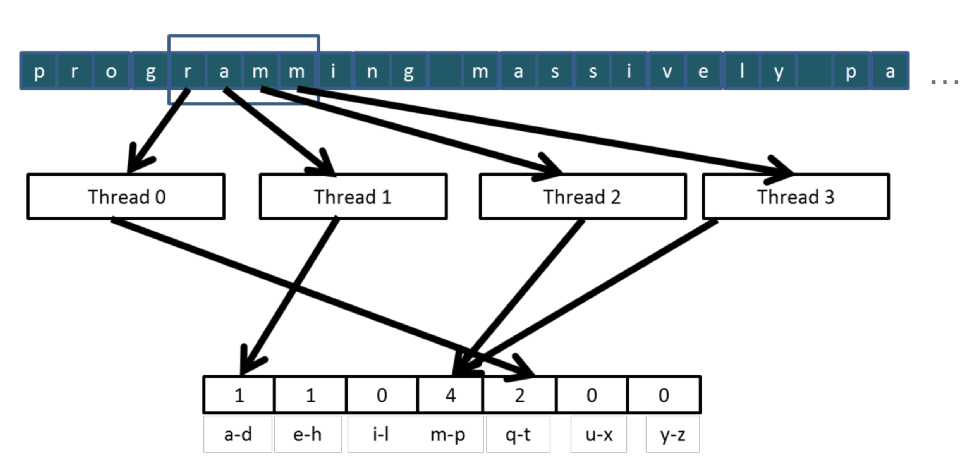 p r o g r a m m i n g m a s s i v e l y p a ...
Thread 0 Thread 1 Thread 2 Thread 3
1 1 0 4 2 0 0
a-d e-h i-l m-p q-t u-x y-z